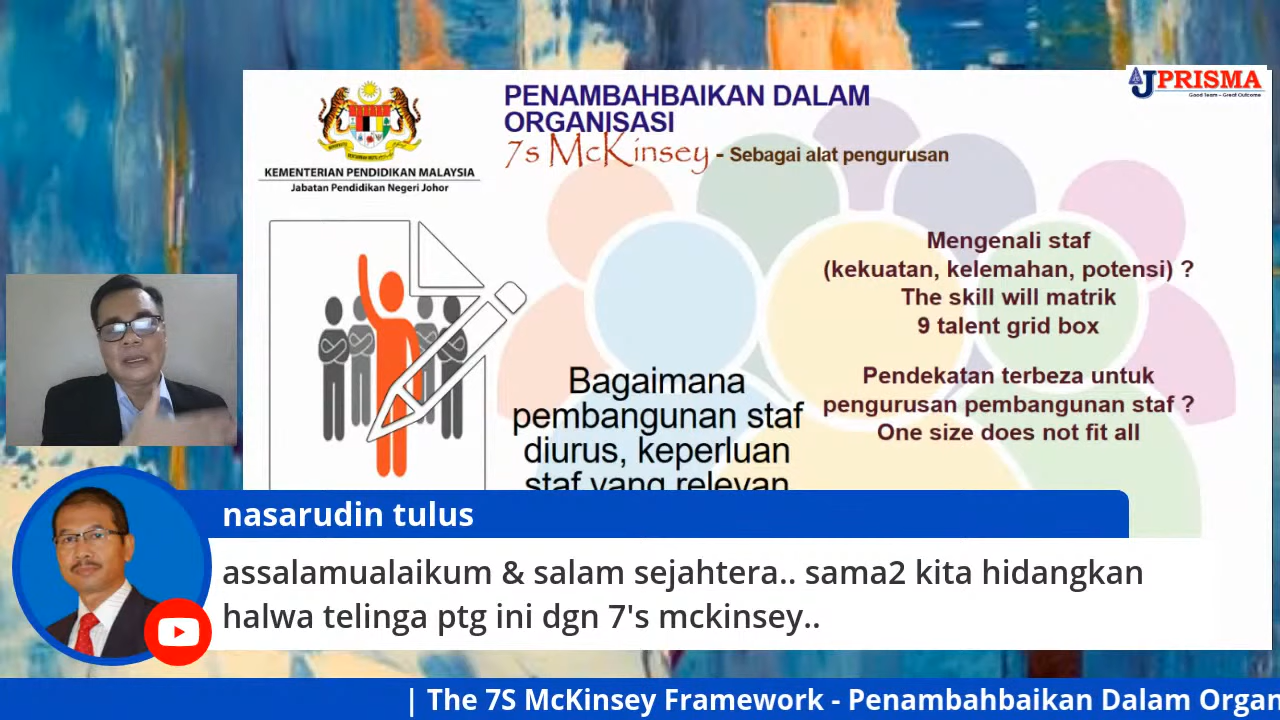 JPRISMA
Good Team - Great Outcome
PENAMBAHBAIKAN DALAM
ORGANISASI
7s McKinsey - Sebagai alat pengurusan
KEMENTERIAN PENDIDIKAN MALAYSIA
Jabatan Pendidikan Negeri Johor
Mengenali staf
(kekuatan, kelemahan, potensi) ?
The skill will matrik
9 talent grid box
Pendekatan terbeza untuk
pengurusan pembangunan staf ?
One size does not fit all
Bagaimana
pembangunan staf
diurus, keperluan
staf yang relevan
nasarudin tulus
assalamualaikum & salam sejahtera.. sama2 kita hidangkan
halwa telinga ptg ini dgn 7's mckinsey..
| The 7S McKinsey Framework - Penambahbaikan Dalam Organ